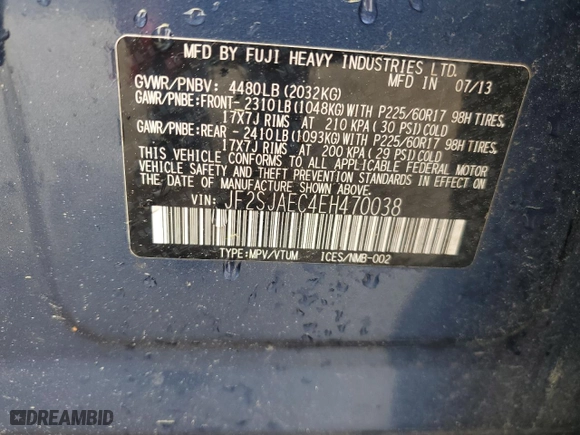 MFD BY FUJI HEAVY INDUSTRIES LTD.
MFD IN 07/13
GVWR/PNBV: 4480LB (2032KG)
GAWR/PNBE:FRONT- 2310LB(1048KG)WITH P225/60R17 98H TIRES,
17X7J RIMS AT 210 KPA ( 30 PSI)COLD
GAWR/PNBE:REAR - 2410LB(1093KG)WITH P225/60R17 98H TIRES,
17X7J RIMS AT 200 KPA ( 29 PSI)COLD
THIS VEHICLE CONFORMS TO ALL APPLICABLE FEDERAL MOTOR
VEHICLE SAFETY AND THEFT PREVENTION STANDARDS IN EFFECT ON
THE DATE OF MANUFACTURE SHOWN ABOVE.
VIN: JF2SJAEC4EH470038
TYPE:MPV/VTUM ICES/NMB-002
DREAMBID